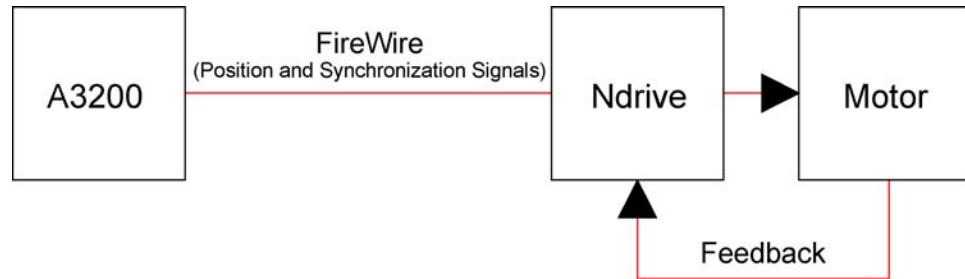 FireWire
(Position and Synchronization Signals)
A3200
Ndrive
Motor
Feedback